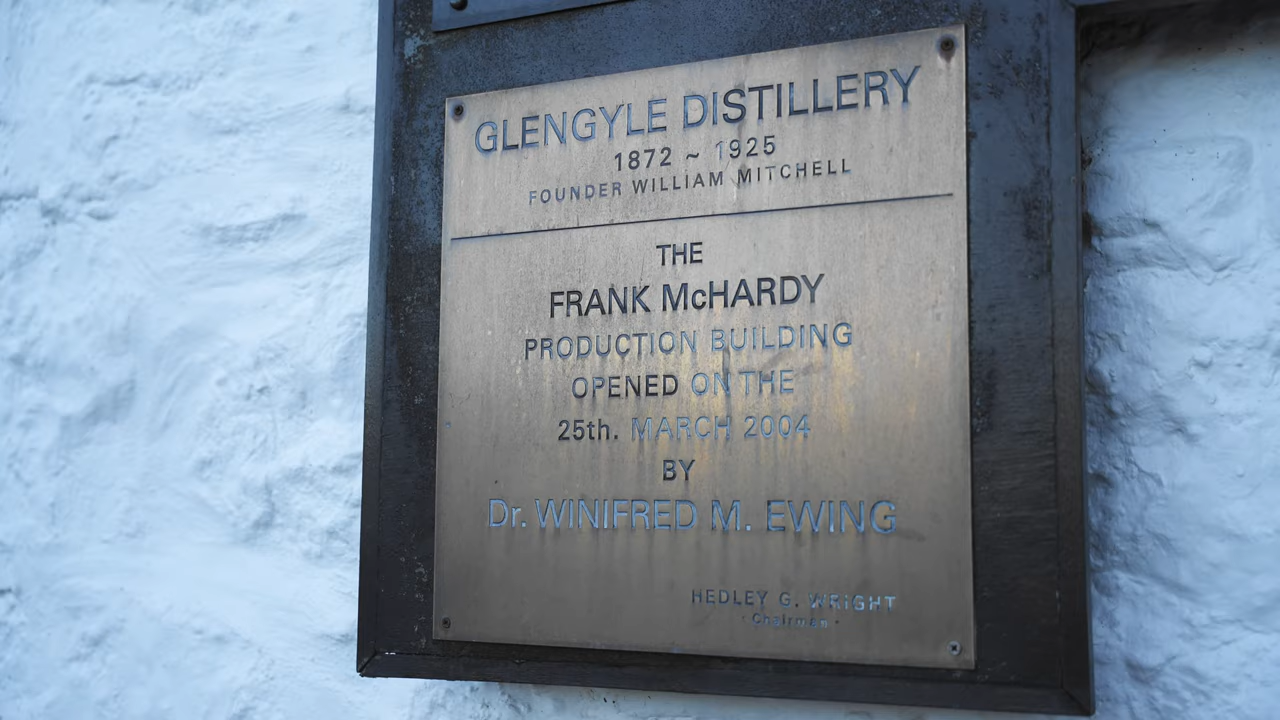 GLENGYLE DISTILLERY
1872 ~ 1925
FOUNDER WILLIAM MITCHELL
THE
FRANK McHARDY
PRODUCTION BUILDING
OPENED ON THE
25th. MARCH 2004
BY
Dr. WINIFRED M. EWING
HEDLEY G. WRIGHT
· Chairman ·